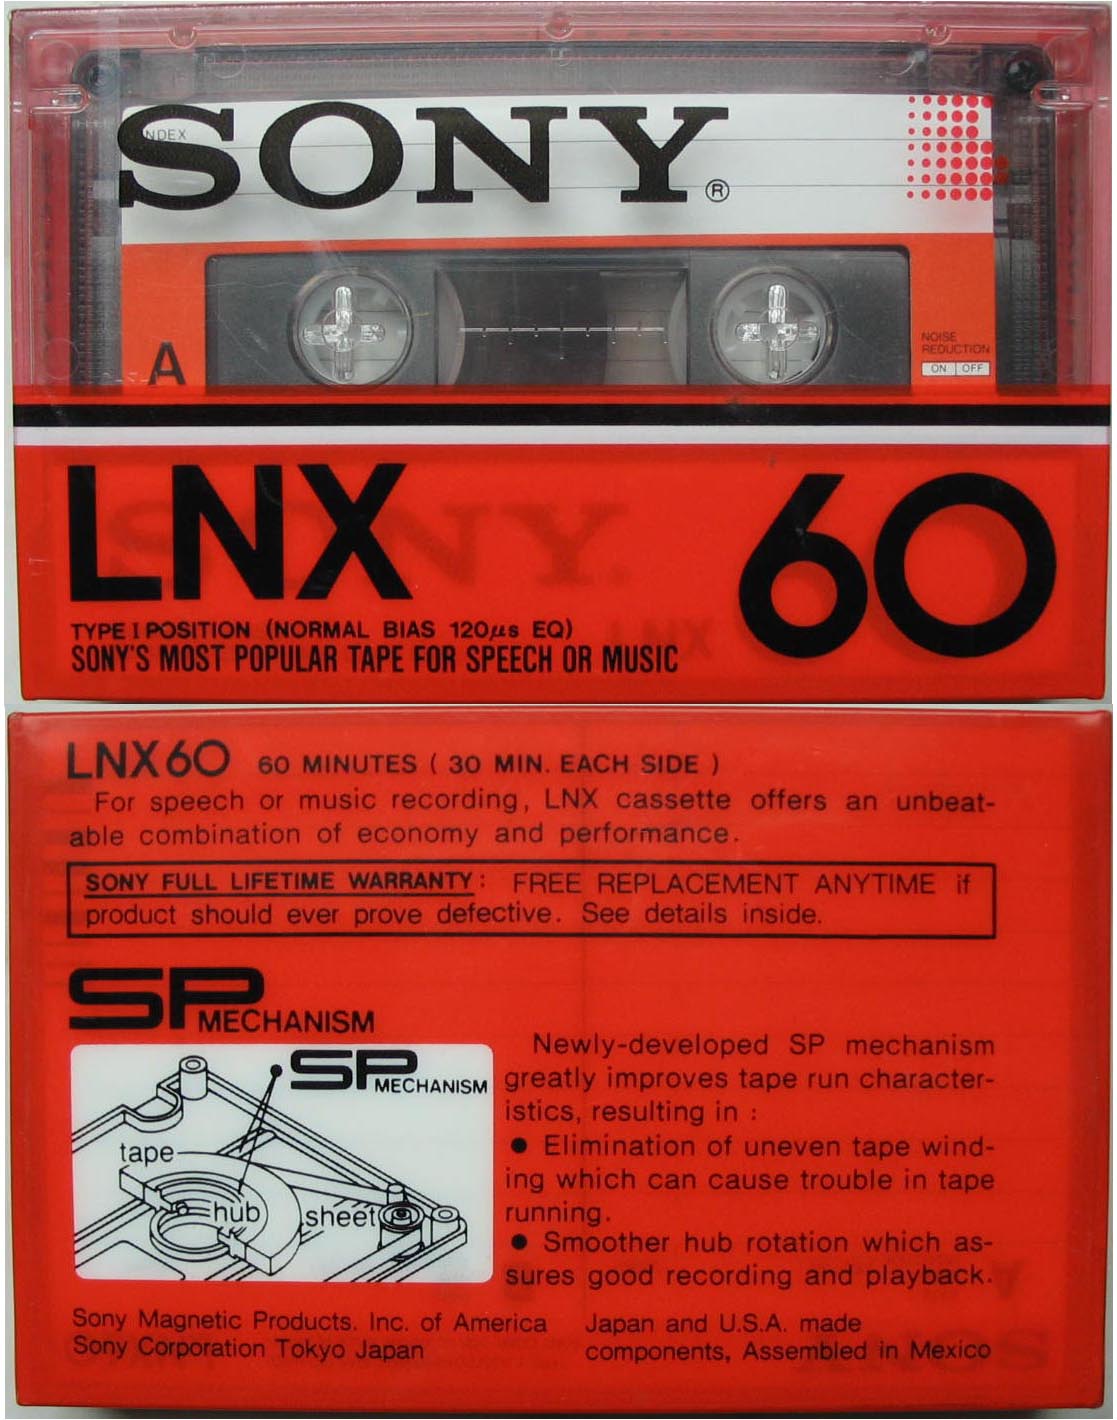 SONY®
INDEX
A
NOISE
REDUCTION
ON OFF
LNX 60
TYPE I POSITION (NORMAL BIAS 120µs EQ)
SONY'S MOST POPULAR TAPE FOR SPEECH OR MUSIC
LNX60 60 MINUTES ( 30 MIN. EACH SIDE )
For speech or music recording, LNX cassette offers an unbeat-
able combination of economy and performance.
SONY FULL LIFETIME WARRANTY: FREE REPLACEMENT ANYTIME if
product should ever prove defective. See details inside.
SP MECHANISM
SP MECHANISM
tape
hub
sheet
Newly-developed SP mechanism
greatly improves tape run character-
istics, resulting in :
● Elimination of uneven tape wind-
ing which can cause trouble in tape
running.
● Smoother hub rotation which as-
sures good recording and playback.
Sony Magnetic Products. Inc. of America
Sony Corporation Tokyo Japan
Japan and U.S.A. made
components, Assembled in Mexico